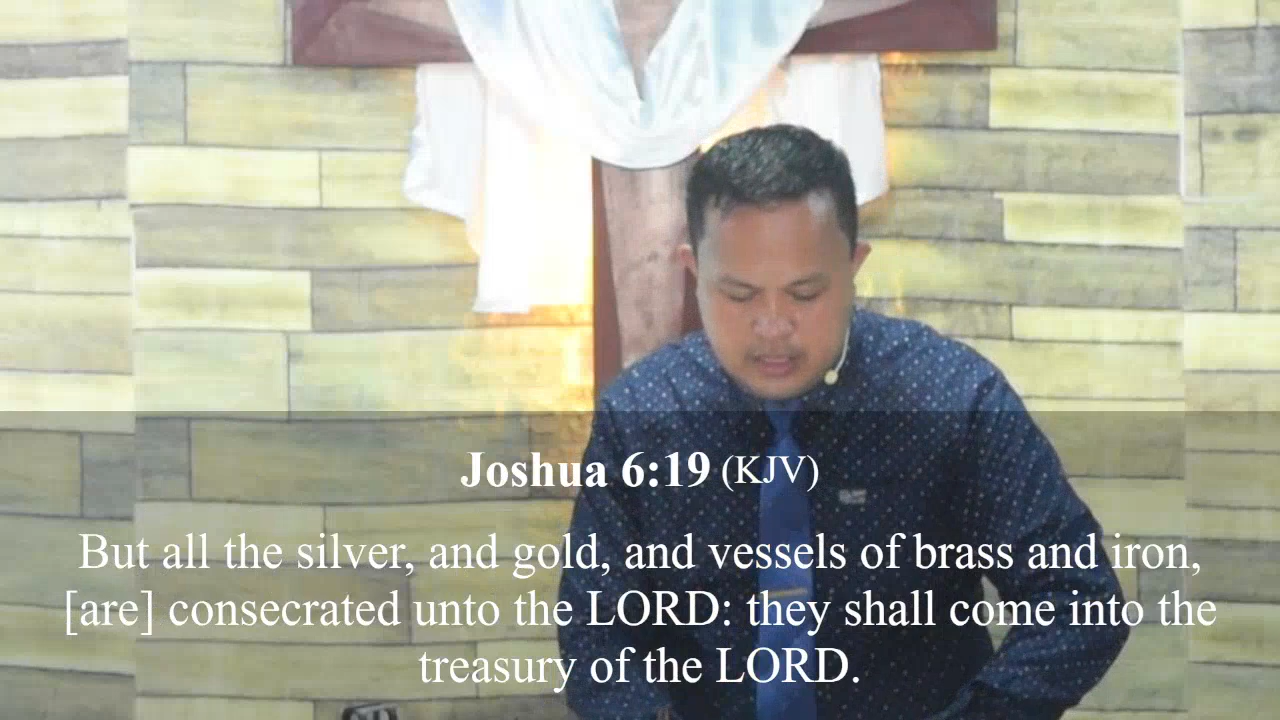 Joshua 6:19 (KJV)
But all the silver, and gold, and vessels of brass and iron,
[are] consecrated unto the LORD: they shall come into the
treasury of the LORD.